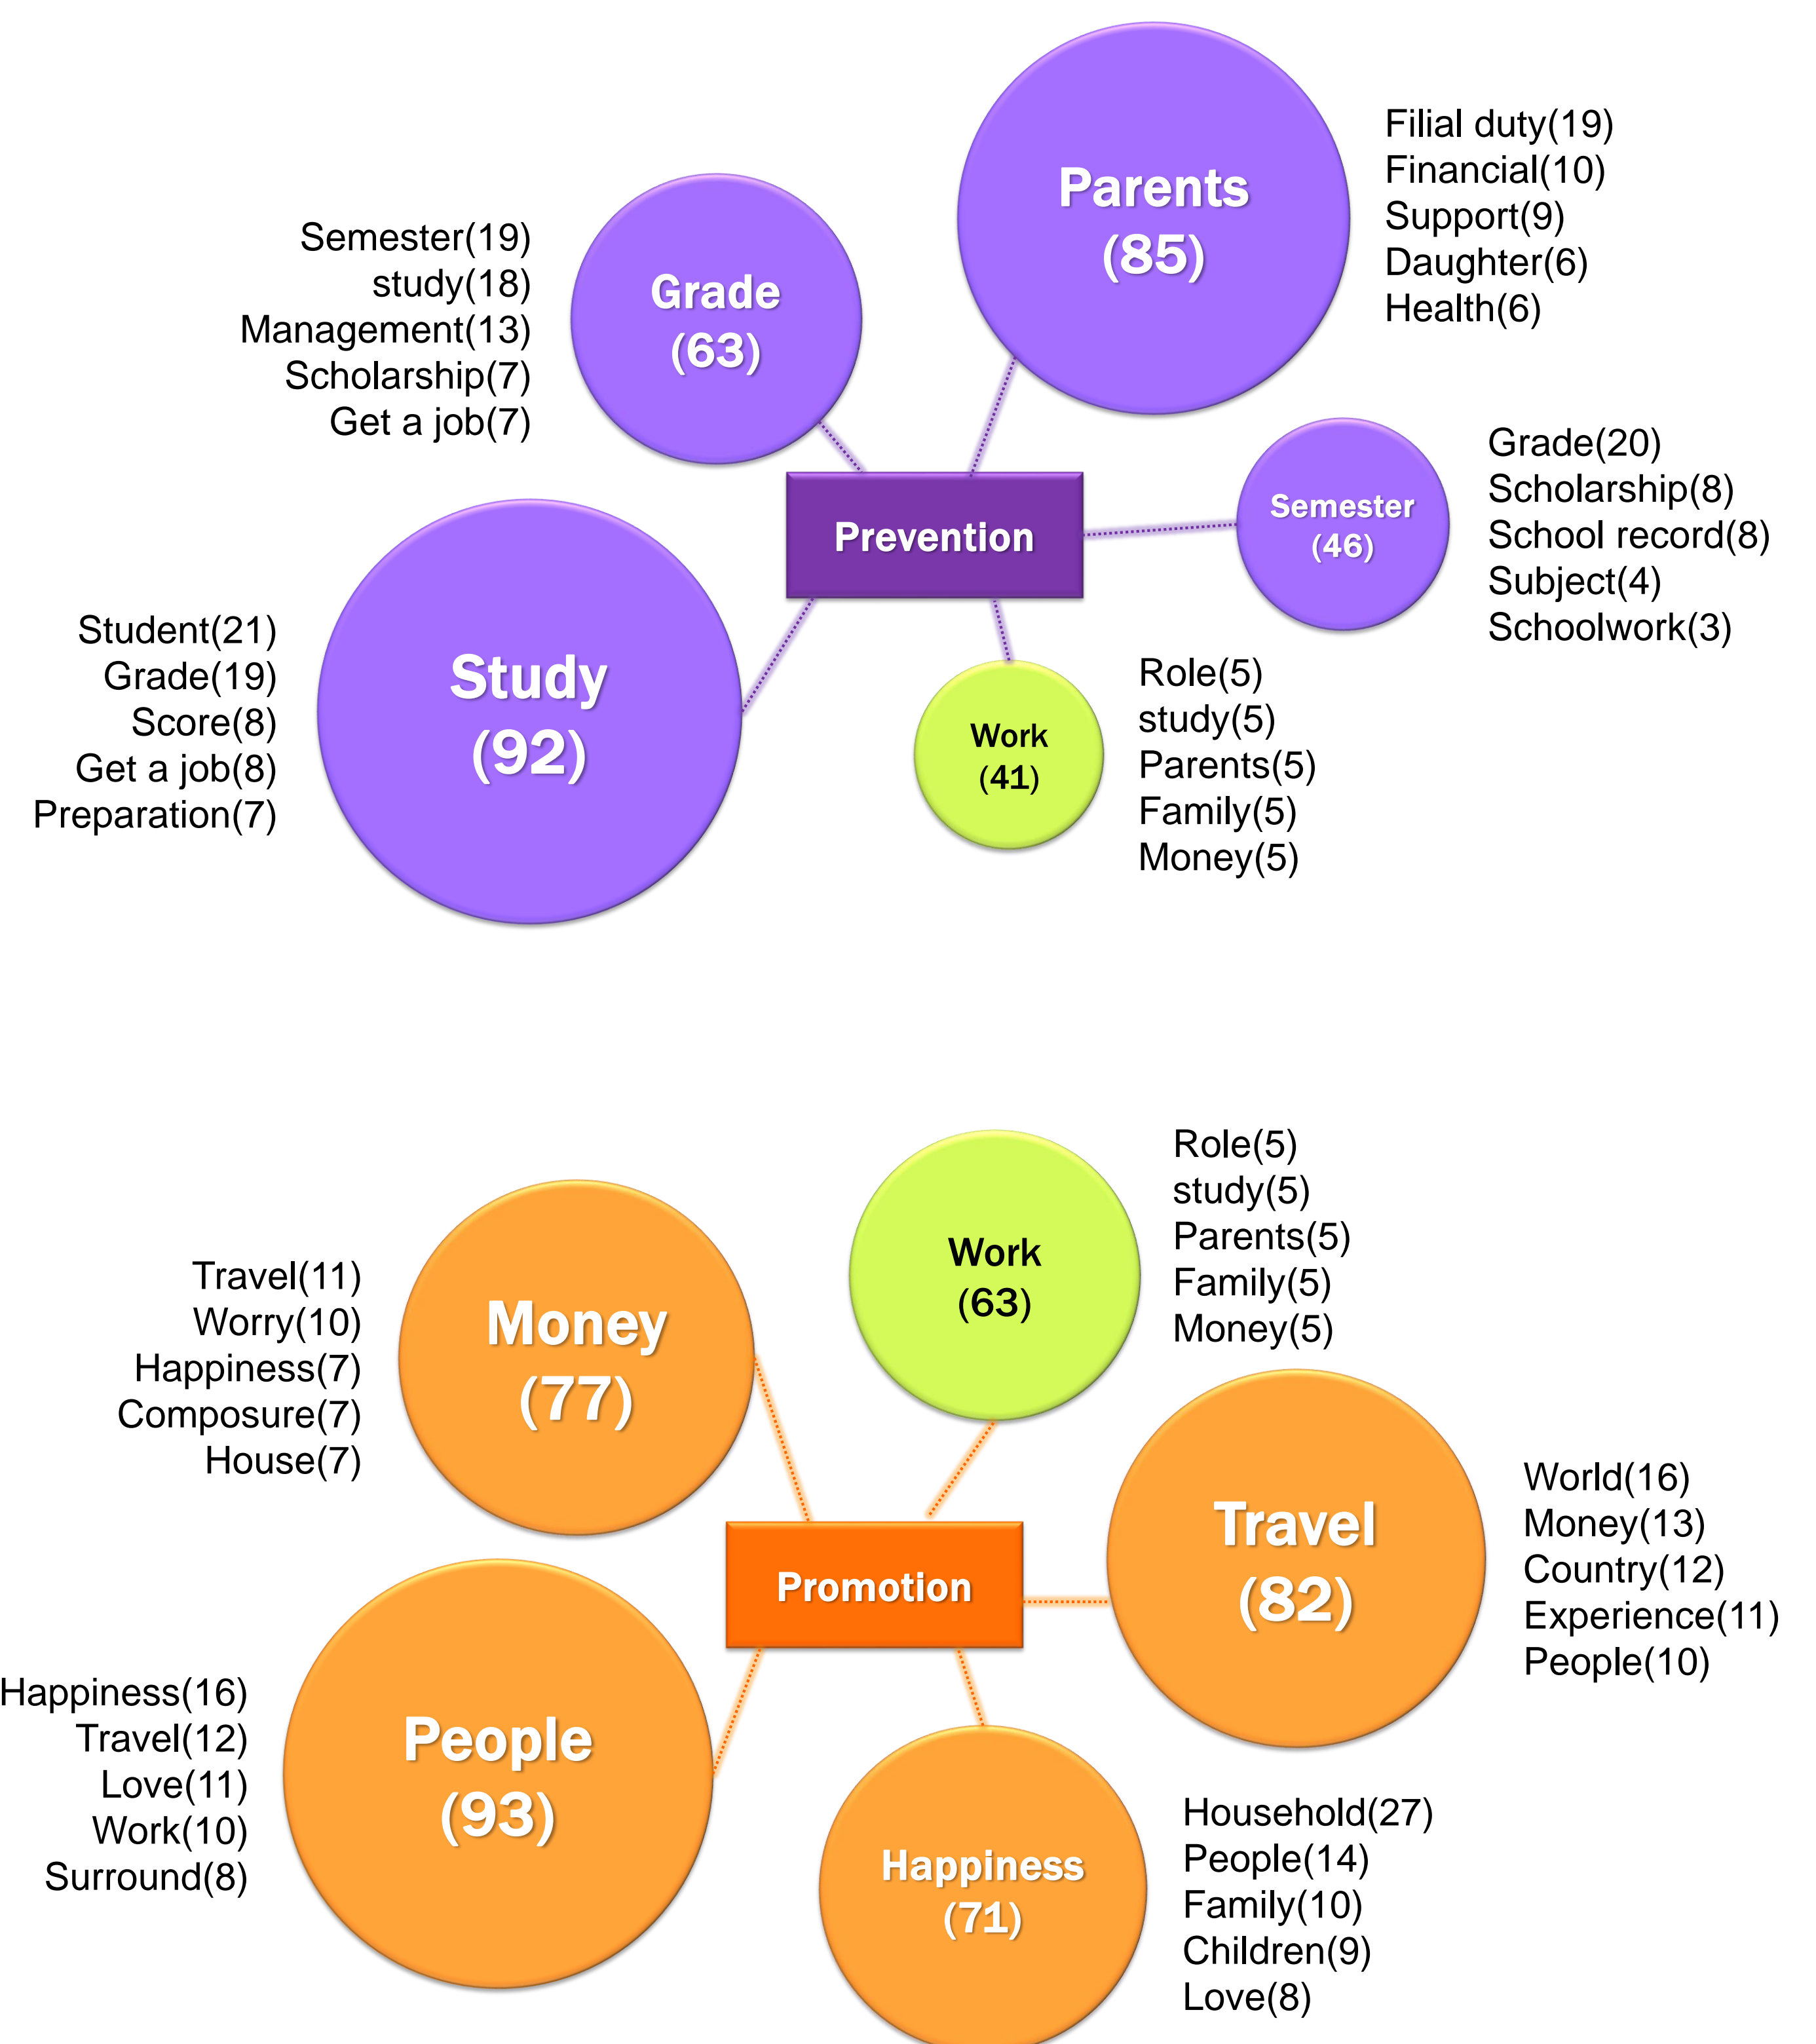 Parents
(85)
Filial duty(19)
Financial(10)
Support(9)
Daughter(6)
Health(6)
Semester(19)
study(18)
Management(13)
Scholarship(7)
Get a job(7)
Grade
(63)
Prevention
Semester
(46)
Grade(20)
Scholarship(8)
School record(8)
Subject(4)
Schoolwork(3)
Student(21)
Grade(19)
Score(8)
Get a job(8)
Preparation(7)
Study
(92)
Work
(41)
Role(5)
study(5)
Parents(5)
Family(5)
Money(5)
Work
(63)
Role(5)
study(5)
Parents(5)
Family(5)
Money(5)
Travel(11)
Worry(10)
Happiness(7)
Composure(7)
House(7)
Money
(77)
Promotion
Travel
(82)
World(16)
Money(13)
Country(12)
Experience(11)
People(10)
Happiness(16)
Travel(12)
Love(11)
Work(10)
Surround(8)
People
(93)
Happiness
(71)
Household(27)
People(14)
Family(10)
Children(9)
Love(8)